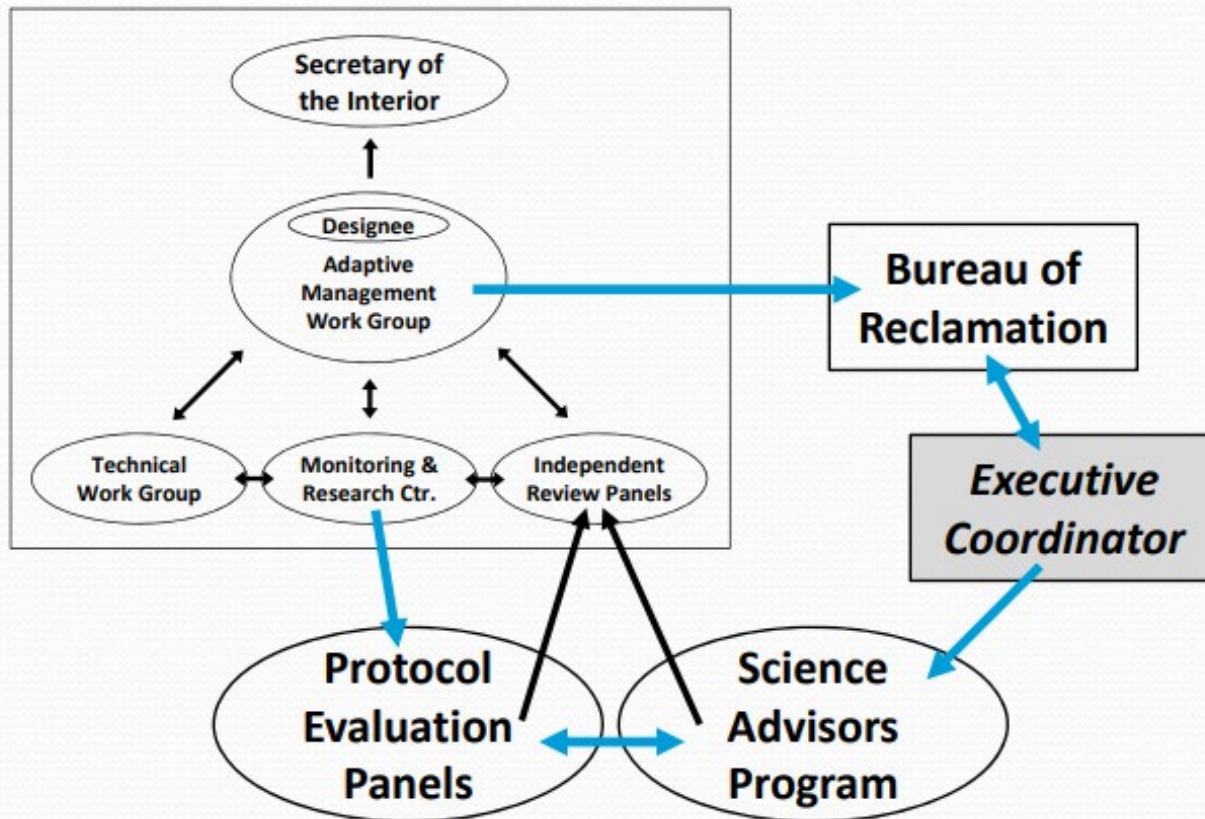 Secretary of
the Interior
Designee
Adaptive
Management
Work Group
Bureau of
Reclamation
Technical
Work Group
Monitoring &
Research Ctr.
Independent
Review Panels
Executive
Coordinator
Protocol
Evaluation
Panels
Science
Advisors
Program